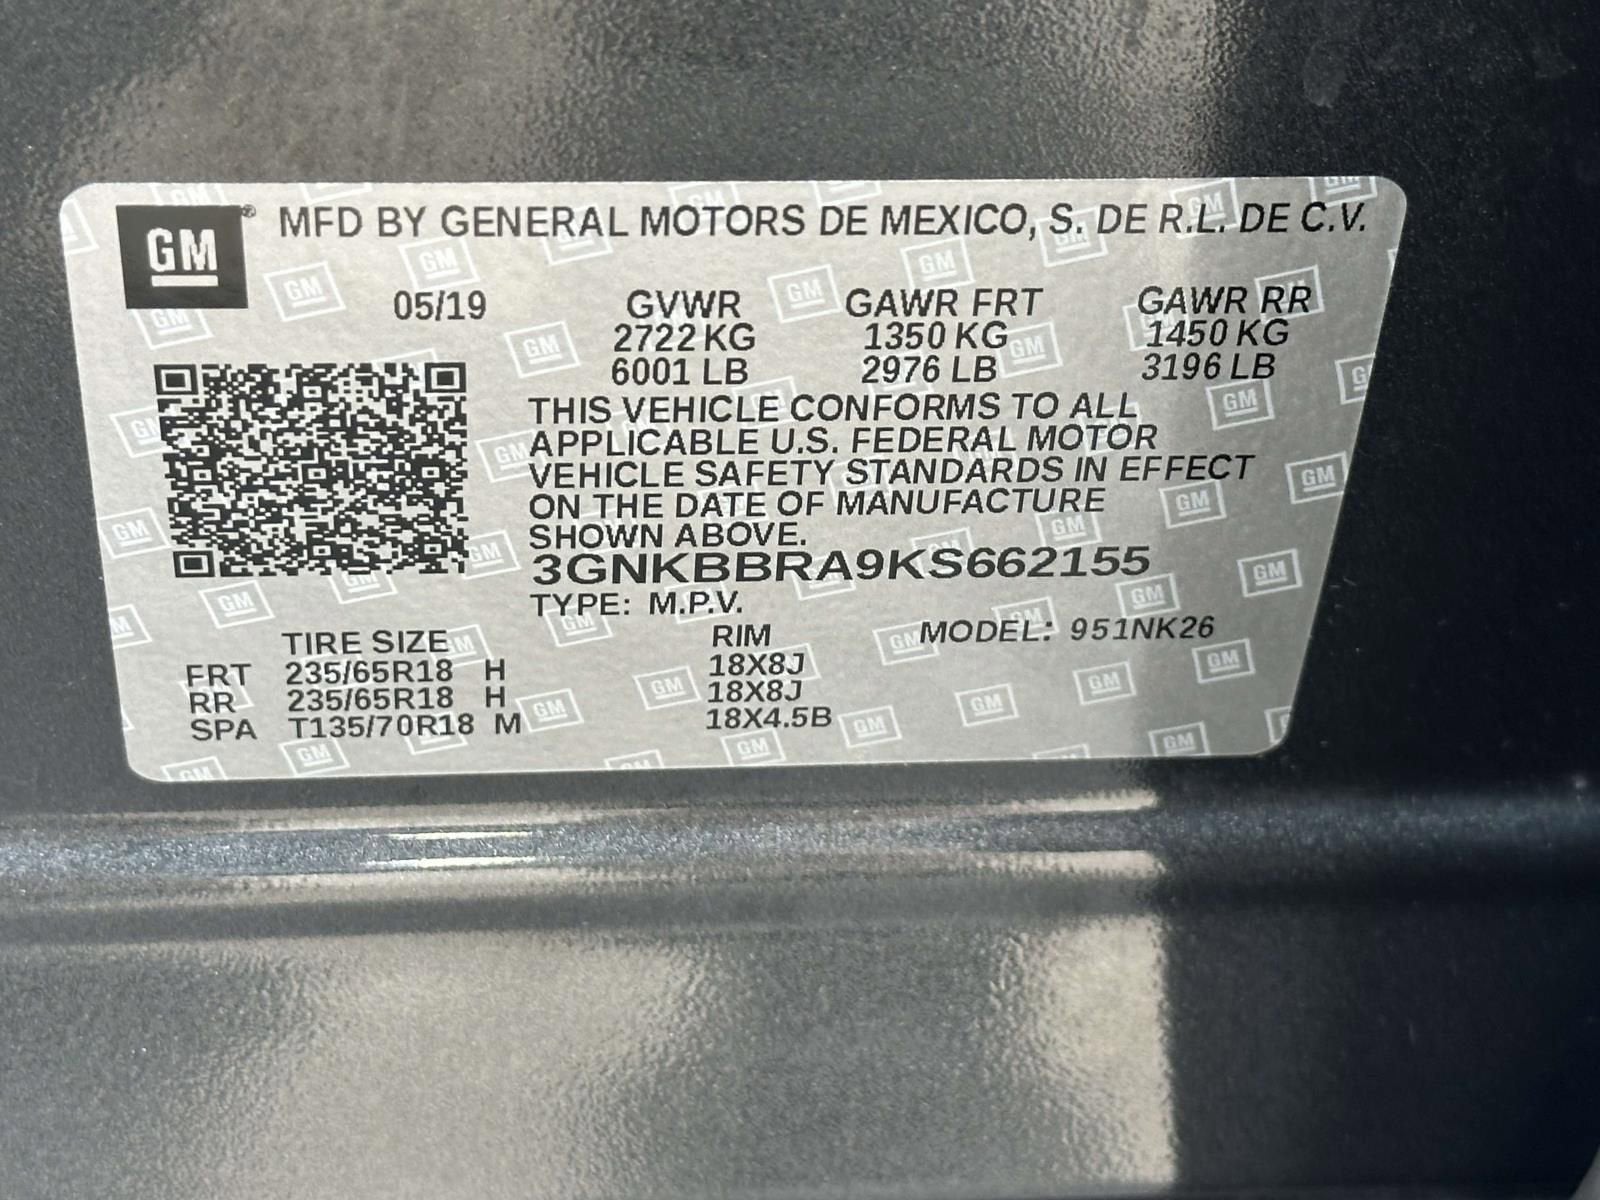 GM® MFD BY GENERAL MOTORS DE MEXICO, S. DE R.L. DE C.V.
05/19 GVWR GAWR FRT GAWR RR
2722 KG 1350 KG 1450 KG
6001 LB 2976 LB 3196 LB
THIS VEHICLE CONFORMS TO ALL
APPLICABLE U.S. FEDERAL MOTOR
VEHICLE SAFETY STANDARDS IN EFFECT
ON THE DATE OF MANUFACTURE
SHOWN ABOVE.
3GNKBBRA9KS662155
TYPE: M.P.V.
TIRE SIZE RIM MODEL: 951NK26
FRT 235/65R18 H 18X8J
RR 235/65R18 H 18X8J
SPA T135/70R18 M 18X4.5B